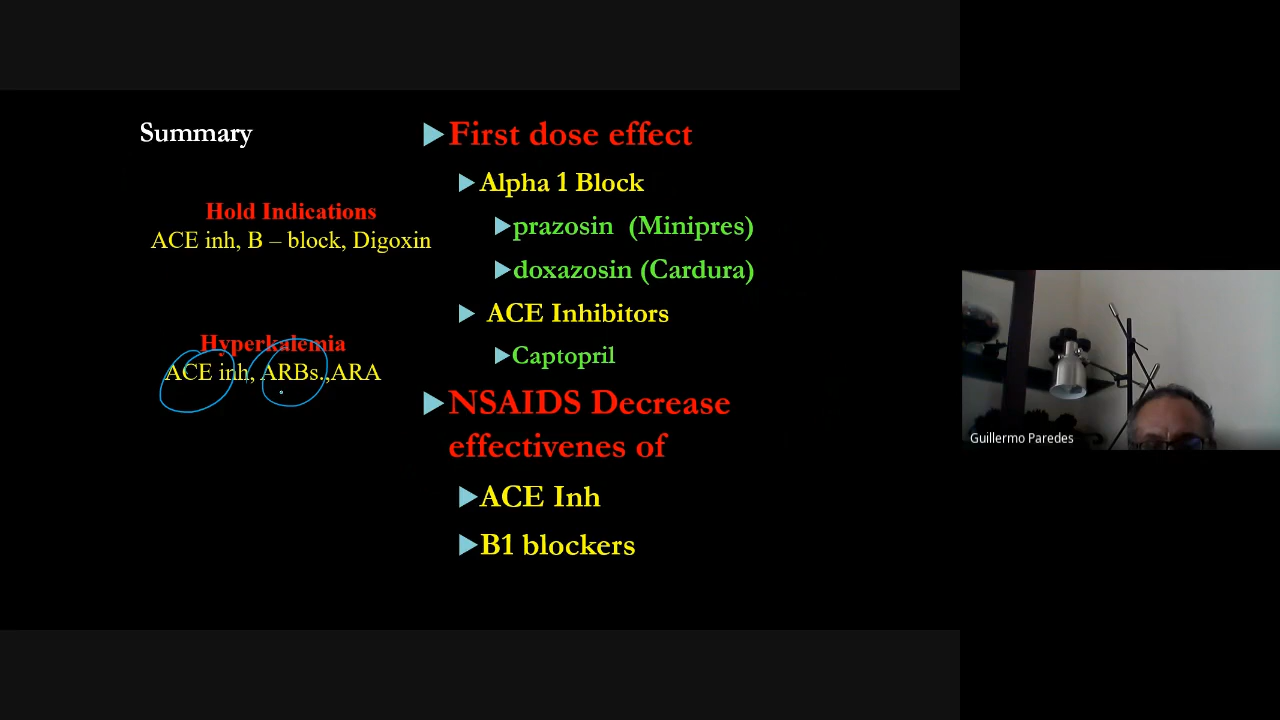 Summary
Hold Indications
ACE inh, B – block, Digoxin
Hyperkalemia
ACE inh, ARBs.,ARA
First dose effect
Alpha 1 Block
prazosin (Minipres)
doxazosin (Cardura)
ACE Inhibitors
Captopril
NSAIDS Decrease
effectivenes of
ACE Inh
B1 blockers
Guillermo Paredes